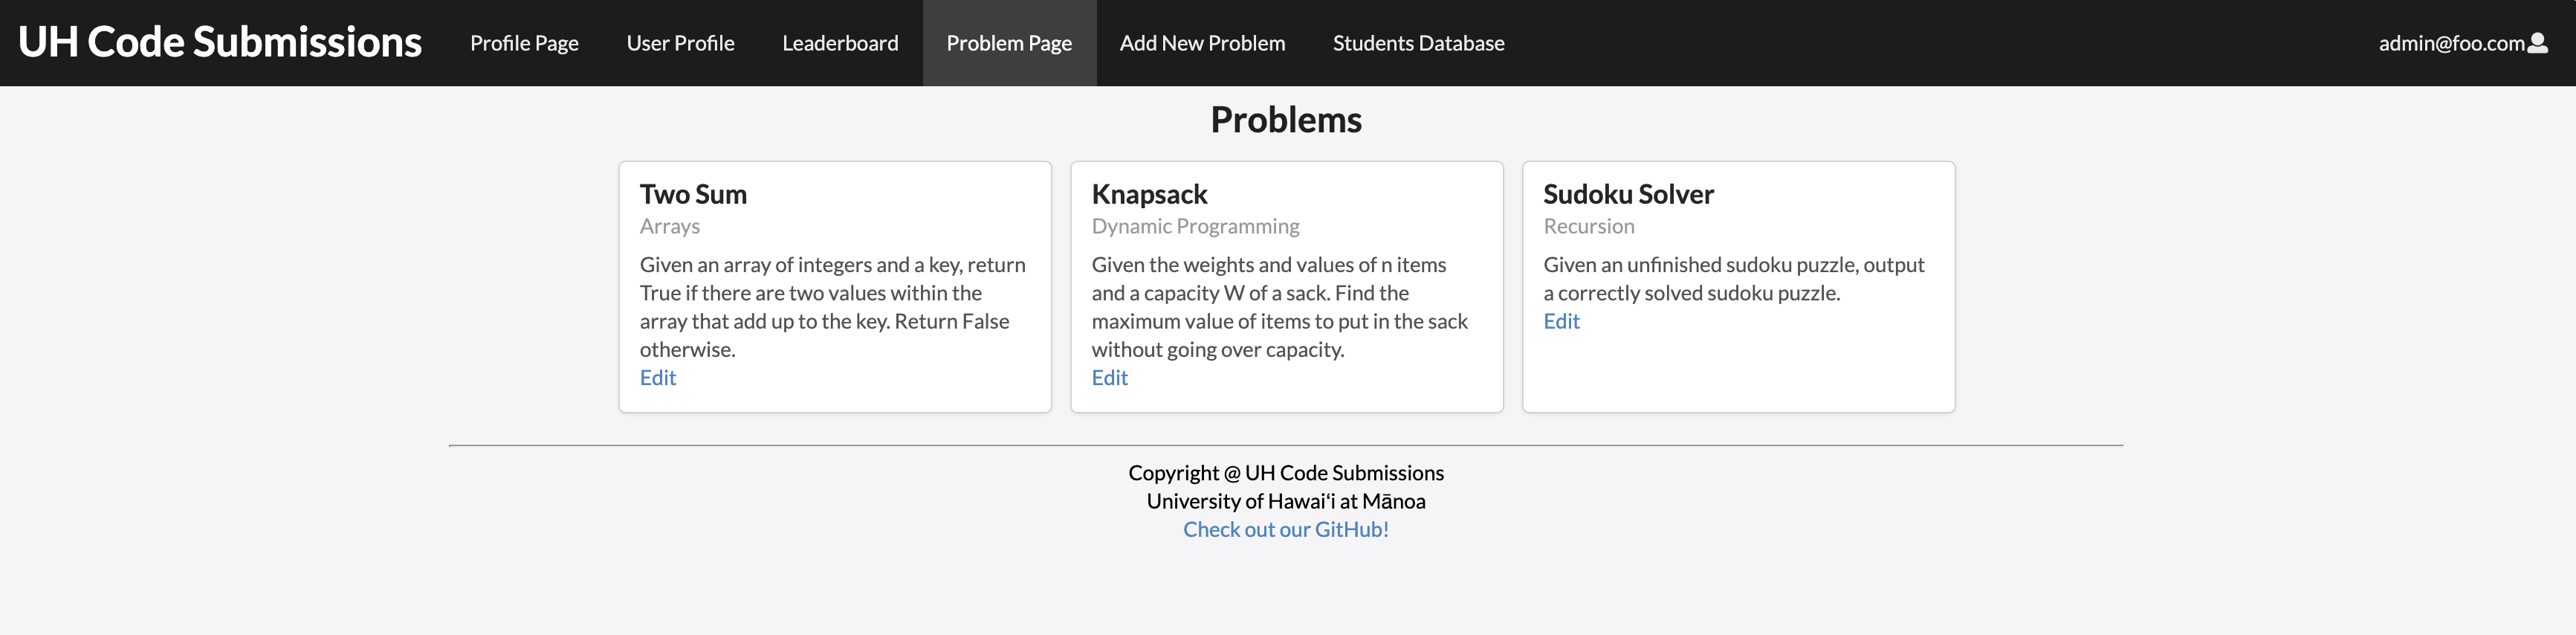 UH Code Submissions
Profile Page
User Profile
Leaderboard
Problem Page
Add New Problem
Students Database
admin@foo.com
Problems
Two Sum
Arrays
Given an array of integers and a key, return
True if there are two values within the
array that add up to the key. Return False
otherwise.
Edit
Knapsack
Dynamic Programming
Given the weights and values of n items
and a capacity W of a sack. Find the
maximum value of items to put in the sack
without going over capacity.
Edit
Sudoku Solver
Recursion
Given an unfinished sudoku puzzle, output
a correctly solved sudoku puzzle.
Edit
Copyright @ UH Code Submissions
University of Hawaiʻi at Mānoa
Check out our GitHub!